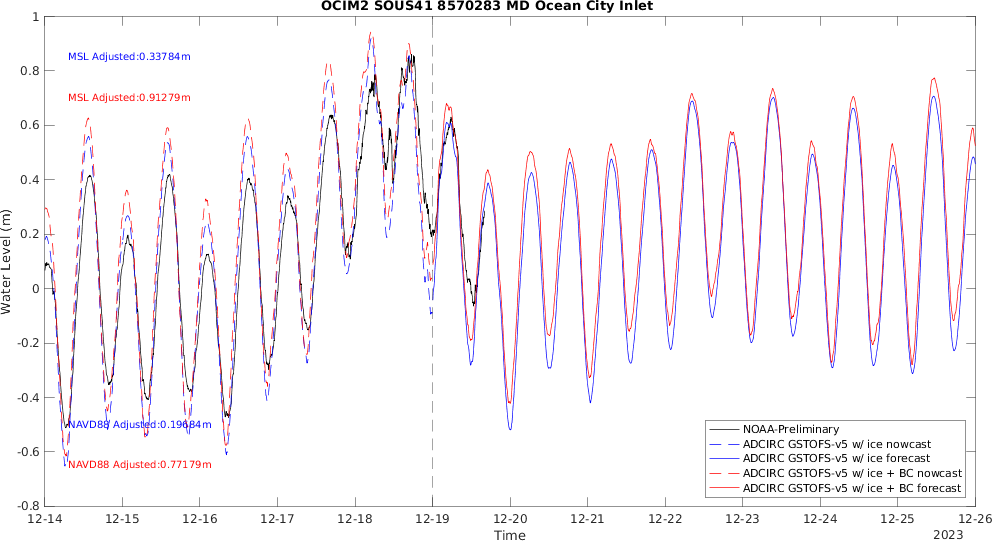 OCIM2 SOUS41 8570283 MD Ocean City Inlet
1
0.8
0.6
0.4
0.2
0
-0.2
-0.4
-0.6
-0.8
Water Level (m)
MSL Adjusted:0.33784m
MSL Adjusted:0.91279m
NAVD88 Adjusted:0.19684m
NAVD88 Adjusted:0.77179m
NOAA-Preliminary
ADCIRC GSTOFS-v5 w/ ice nowcast
ADCIRC GSTOFS-v5 w/ ice forecast
ADCIRC GSTOFS-v5 w/ ice + BC nowcast
ADCIRC GSTOFS-v5 w/ ice + BC forecast
12-14 12-15 12-16 12-17 12-18 12-19 12-20 12-21 12-22 12-23 12-24 12-25 12-26
Time
2023